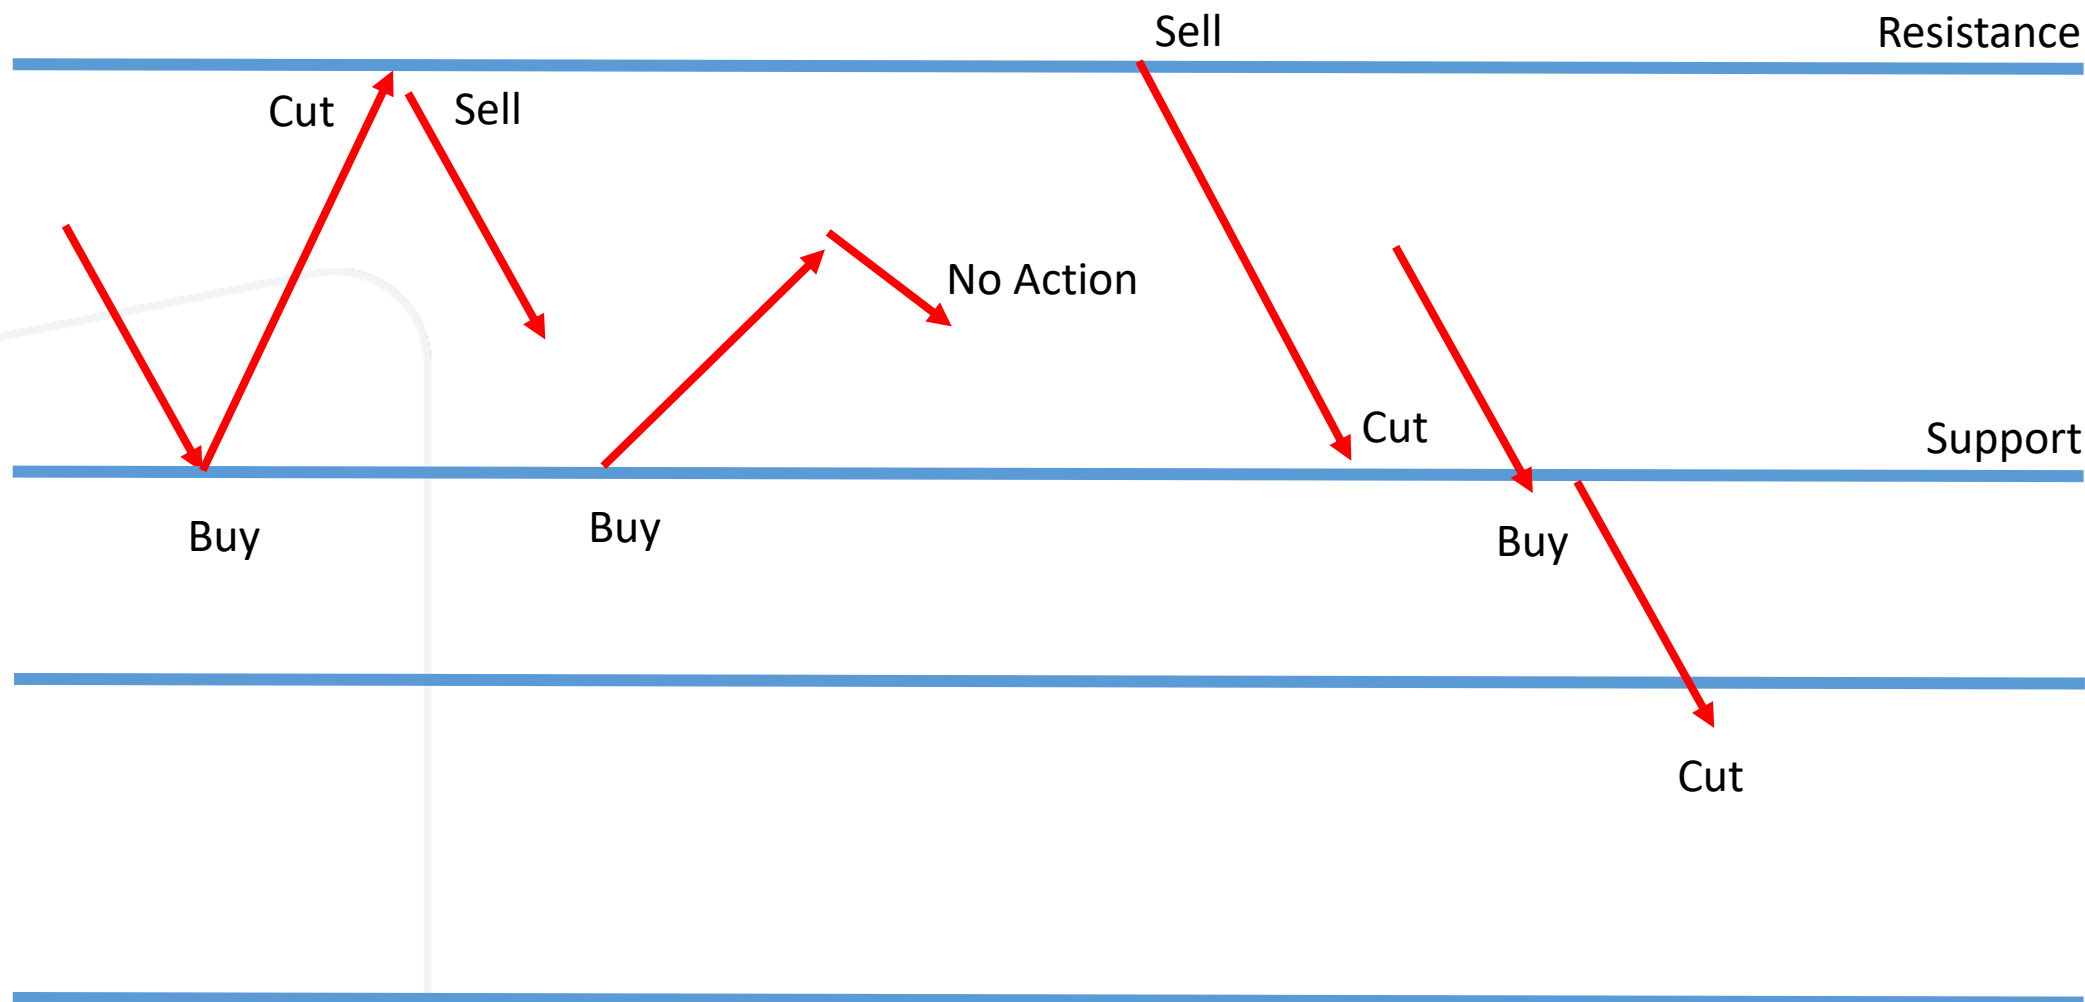 Sell
Resistance
Cut
Sell
No Action
Cut
Support
Buy
Buy
Buy
Cut